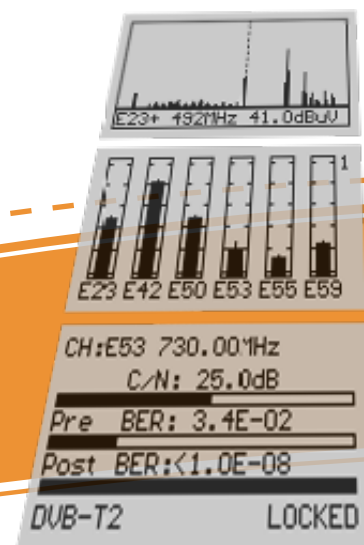 E23+ 492MHz 41.0dBuV
1
E23 E42 E50 E53 E55 E59
CH:E53 730.00MHz
C/N: 25.0dB
Pre BER: 3.4E-02
Post BER:<1.0E-08
DVB-T2 LOCKED